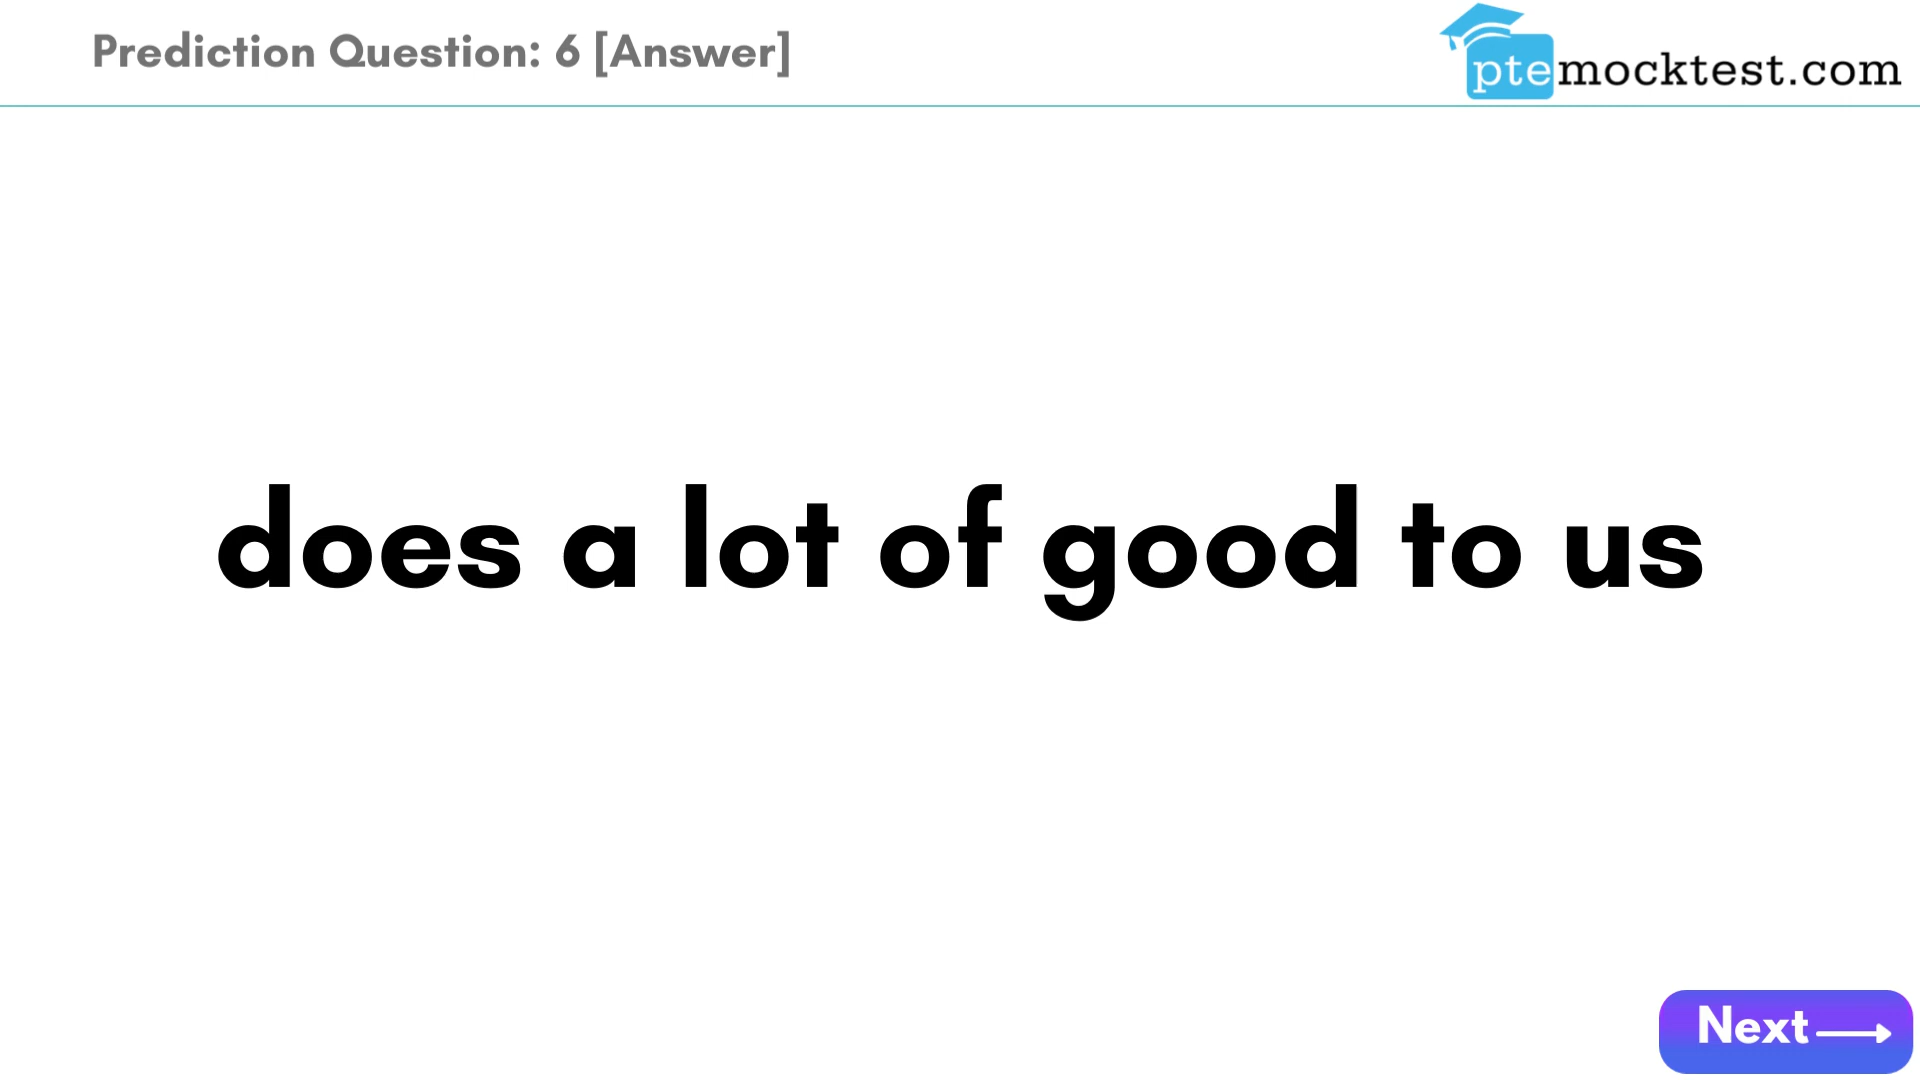 Prediction Question: 6 [Answer]
ptemocktest.com
does a lot of good to us
Next